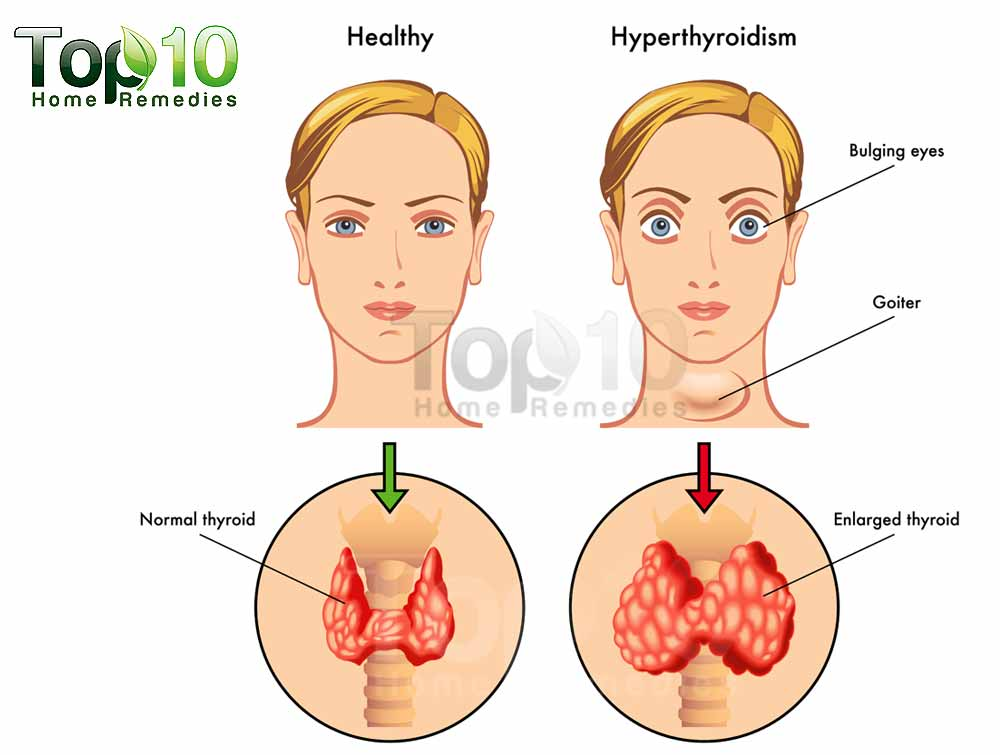 Top 10
Home Remedies
Healthy
Hyperthyroidism
Bulging eyes
Goiter
Top 10
Home Remedies
Normal thyroid
Enlarged thyroid